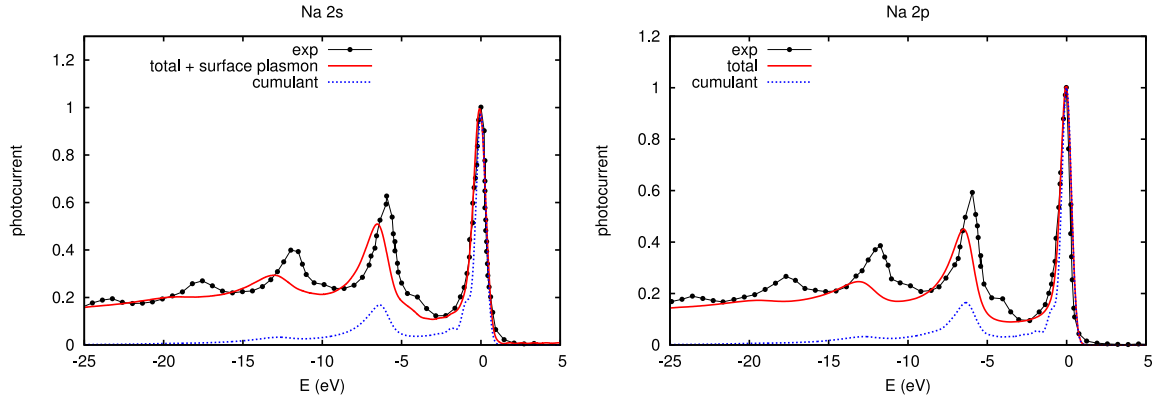 Na 2s
exp
total + surface plasmon
cumulant
photocurrent
1.2
1
0.8
0.6
0.4
0.2
0
-25 -20 -15 -10 -5 0 5
E (eV)
Na 2p
exp
total
cumulant
photocurrent
1.2
1
0.8
0.6
0.4
0.2
0
-25 -20 -15 -10 -5 0 5
E (eV)